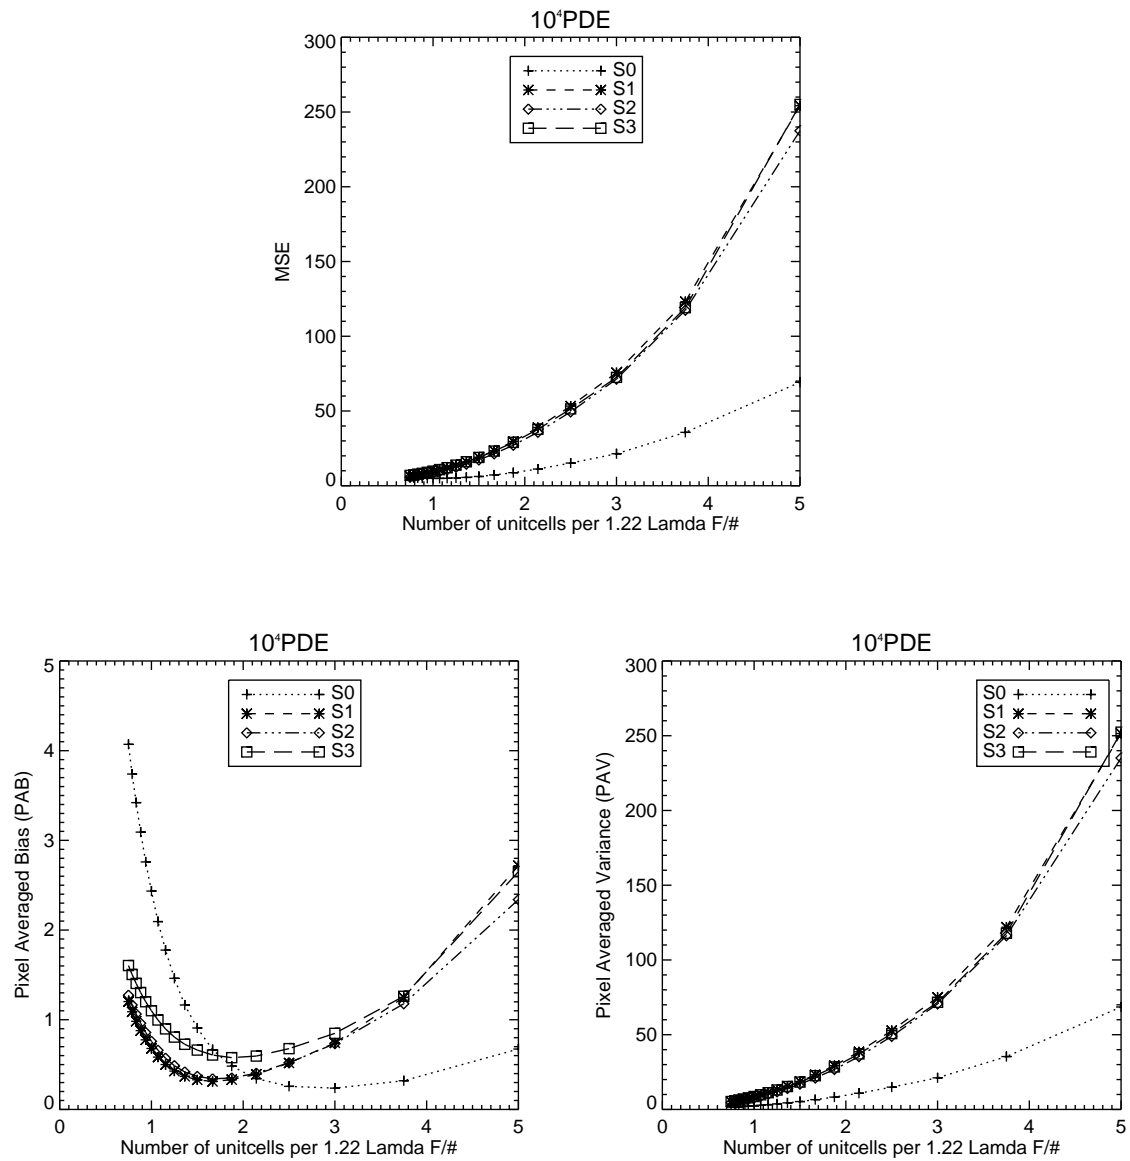 10⁴PDE
300
250
200
150
100
50
0
MSE
S0
S1
S2
S3
0 1 2 3 4 5
Number of unitcells per 1.22 Lamda F/#
10⁴PDE
5
4
3
2
1
0
Pixel Averaged Bias (PAB)
S0
S1
S2
S3
0 1 2 3 4 5
Number of unitcells per 1.22 Lamda F/#
10⁴PDE
300
250
200
150
100
50
0
Pixel Averaged Variance (PAV)
S0
S1
S2
S3
0 1 2 3 4 5
Number of unitcells per 1.22 Lamda F/#